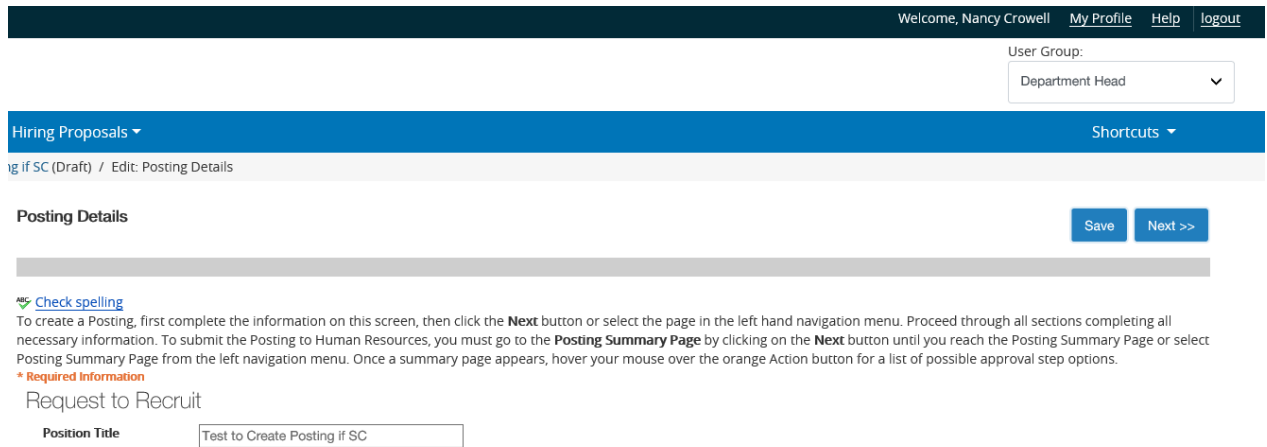 Welcome, Nancy Crowell My Profile Help logout
User Group:
Department Head
Hiring Proposals Shortcuts
if SC (Draft) / Edit: Posting Details
Posting Details
Save Next >>
ABC Check spelling
To create a Posting, first complete the information on this screen, then click the Next button or select the page in the left hand navigation menu. Proceed through all sections completing all
necessary information. To submit the Posting to Human Resources, you must go to the Posting Summary Page by clicking on the Next button until you reach the Posting Summary Page or select
Posting Summary Page from the left navigation menu. Once a summary page appears, hover your mouse over the orange Action button for a list of possible approval step options.
* Required Information
Request to Recruit
Position Title Test to Create Posting if SC